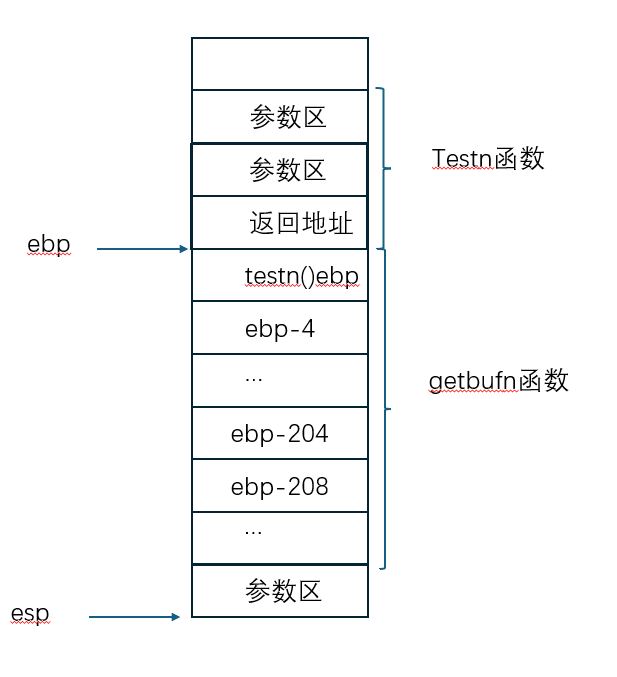 参数区
参数区
Testn函数
返回地址
ebp
testn()ebp
ebp-4
...
getbufn函数
ebp-204
ebp-208
...
参数区
esp